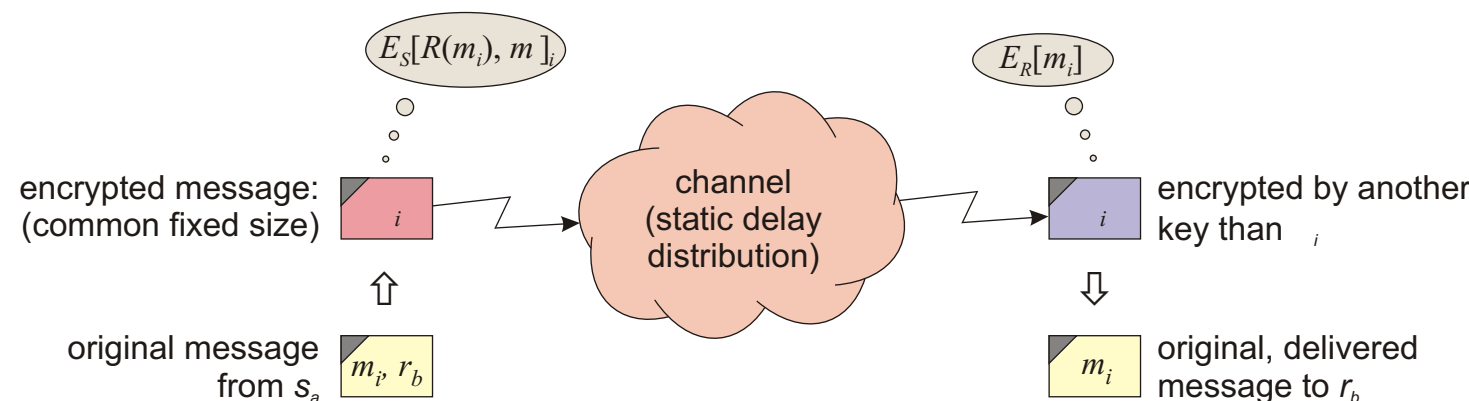 E_S[R(m_i), m ]_i
E_R[m_i]
encrypted message:
(common fixed size)
i
channel
(static delay
distribution)
i
encrypted by another
key than i
original message
from s_a
m_i, r_b
m_i
original, delivered
message to r_b